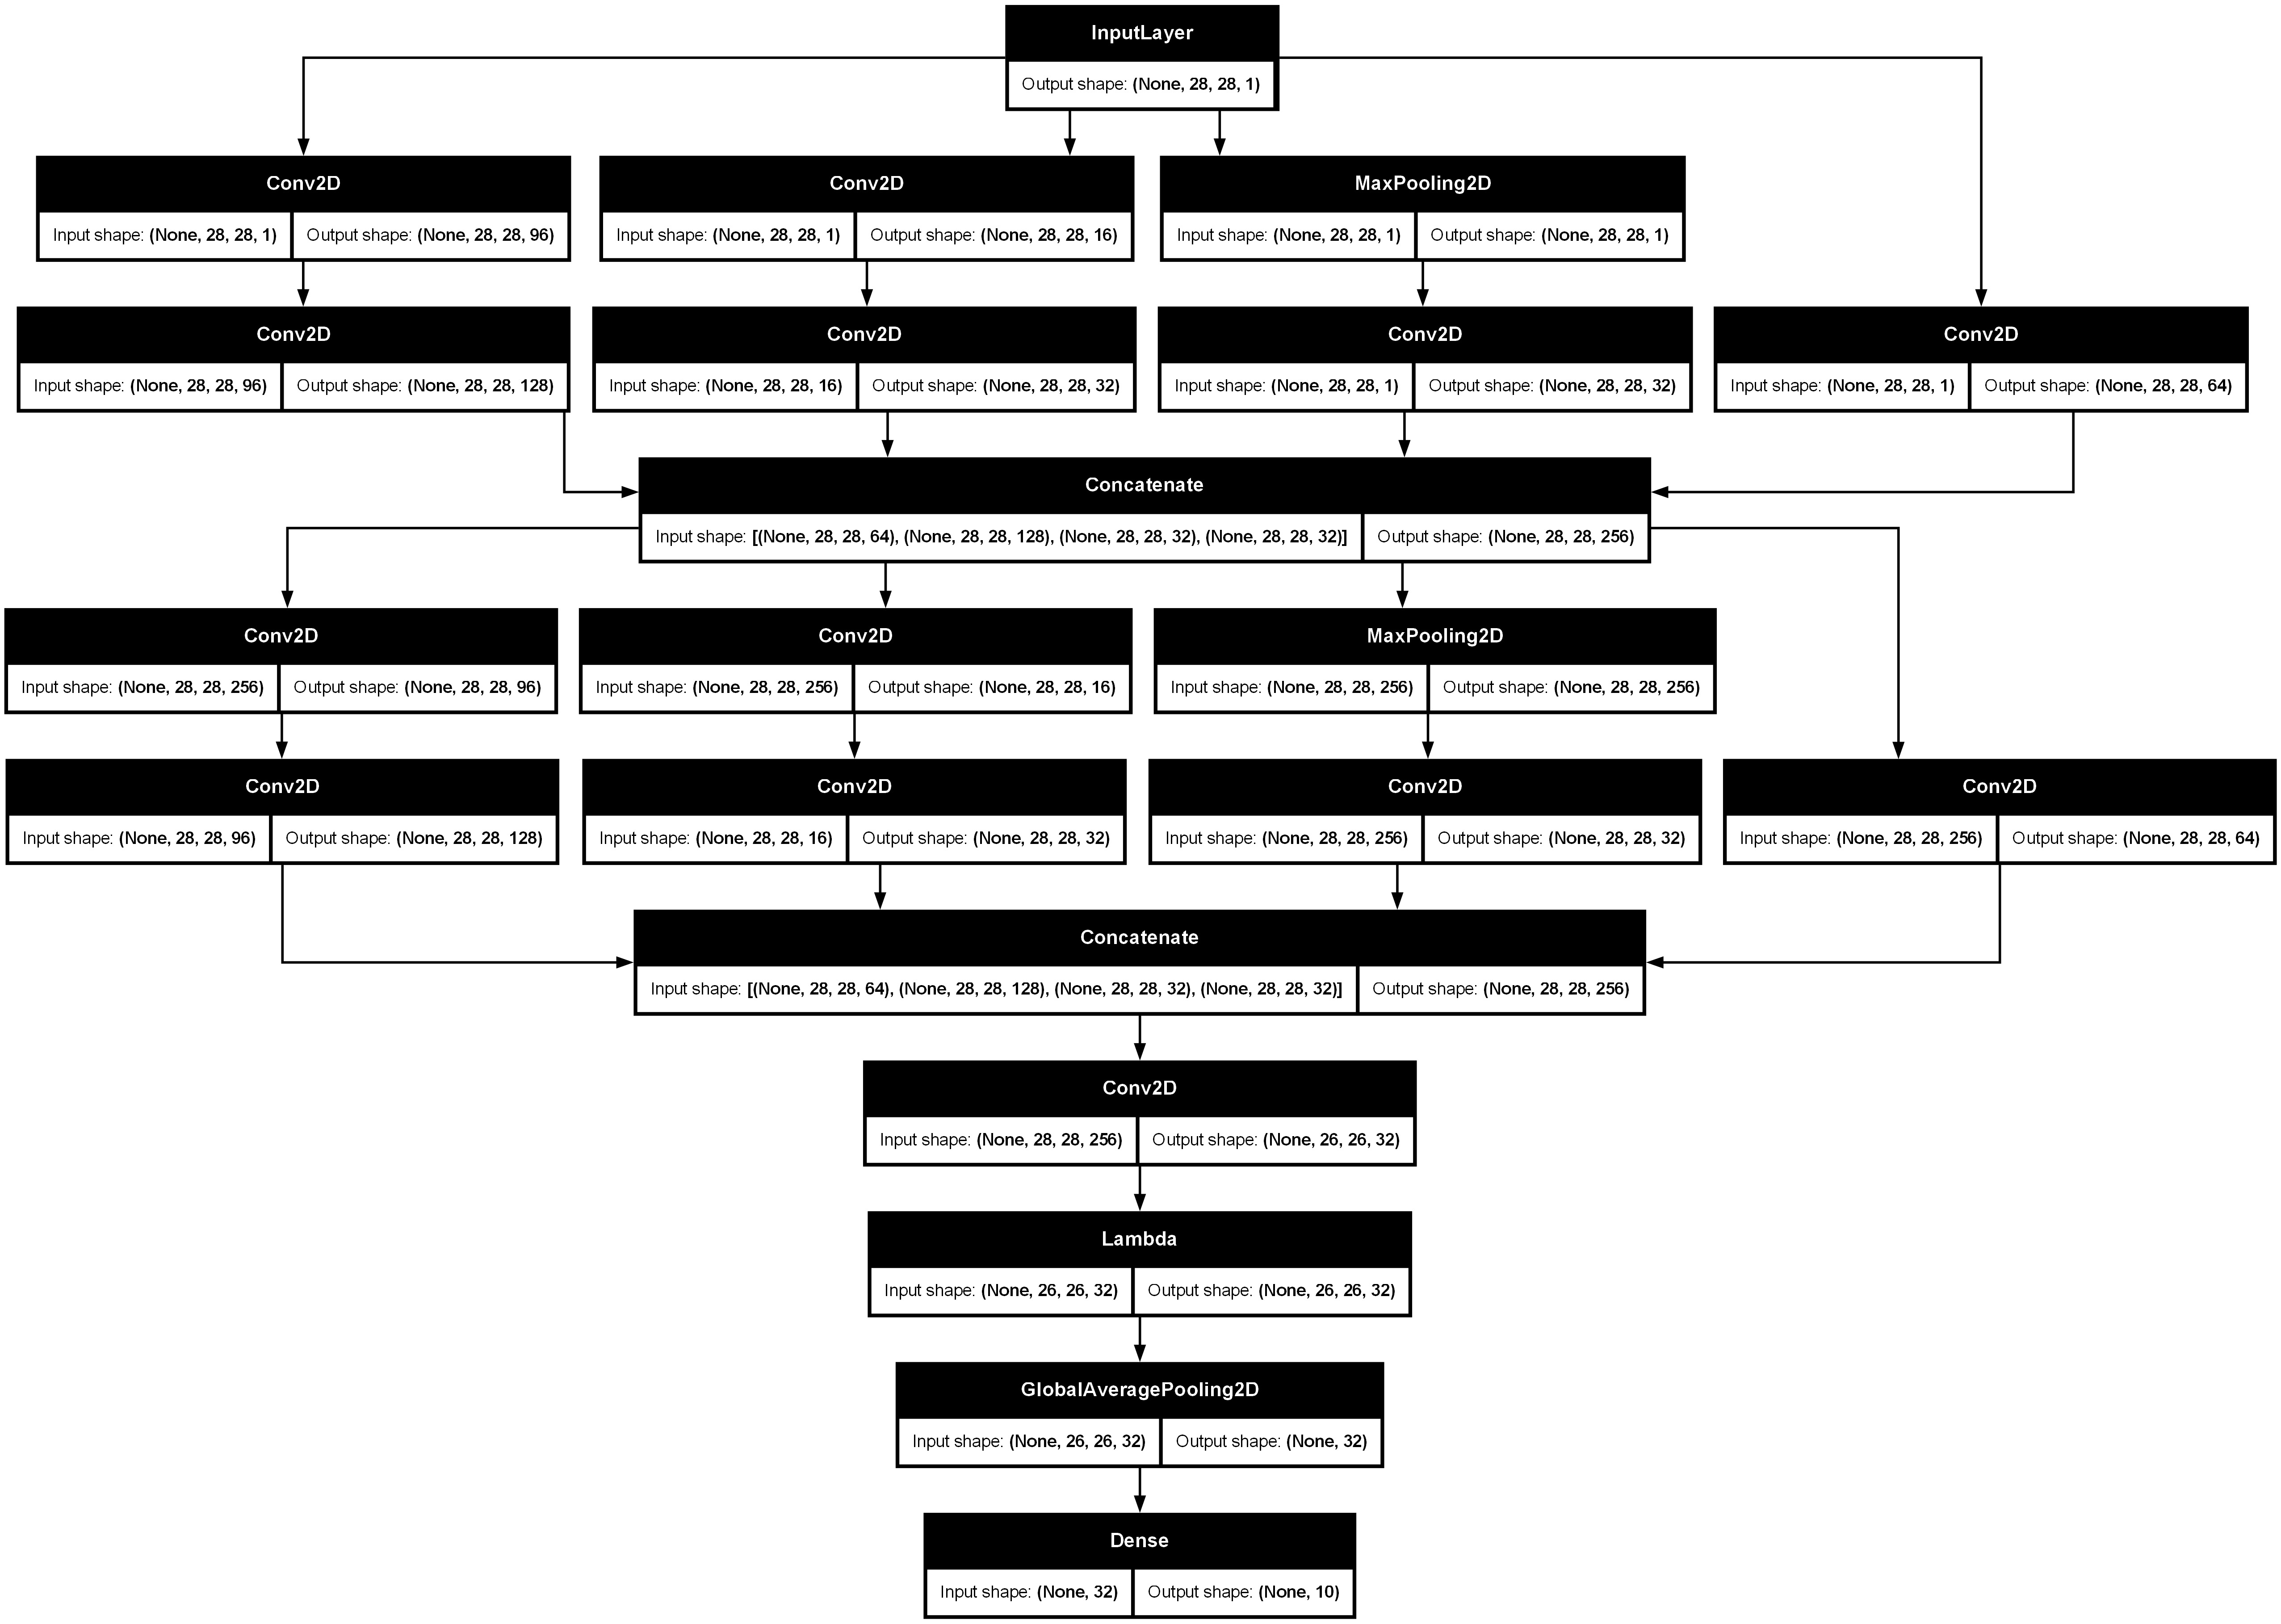 InputLayer
Output shape: (None, 28, 28, 1)
Conv2D
Input shape: (None, 28, 28, 1) Output shape: (None, 28, 28, 96)
Conv2D
Input shape: (None, 28, 28, 1) Output shape: (None, 28, 28, 16)
MaxPooling2D
Input shape: (None, 28, 28, 1) Output shape: (None, 28, 28, 1)
Conv2D
Input shape: (None, 28, 28, 96) Output shape: (None, 28, 28, 128)
Conv2D
Input shape: (None, 28, 28, 16) Output shape: (None, 28, 28, 32)
Conv2D
Input shape: (None, 28, 28, 1) Output shape: (None, 28, 28, 32)
Conv2D
Input shape: (None, 28, 28, 1) Output shape: (None, 28, 28, 64)
Concatenate
Input shape: [(None, 28, 28, 64), (None, 28, 28, 128), (None, 28, 28, 32), (None, 28, 28, 32)] Output shape: (None, 28, 28, 256)
Conv2D
Input shape: (None, 28, 28, 256) Output shape: (None, 28, 28, 96)
Conv2D
Input shape: (None, 28, 28, 256) Output shape: (None, 28, 28, 16)
MaxPooling2D
Input shape: (None, 28, 28, 256) Output shape: (None, 28, 28, 256)
Conv2D
Input shape: (None, 28, 28, 96) Output shape: (None, 28, 28, 128)
Conv2D
Input shape: (None, 28, 28, 16) Output shape: (None, 28, 28, 32)
Conv2D
Input shape: (None, 28, 28, 256) Output shape: (None, 28, 28, 32)
Conv2D
Input shape: (None, 28, 28, 256) Output shape: (None, 28, 28, 64)
Concatenate
Input shape: [(None, 28, 28, 64), (None, 28, 28, 128), (None, 28, 28, 32), (None, 28, 28, 32)] Output shape: (None, 28, 28, 256)
Conv2D
Input shape: (None, 28, 28, 256) Output shape: (None, 26, 26, 32)
Lambda
Input shape: (None, 26, 26, 32) Output shape: (None, 26, 26, 32)
GlobalAveragePooling2D
Input shape: (None, 26, 26, 32) Output shape: (None, 32)
Dense
Input shape: (None, 32) Output shape: (None, 10)